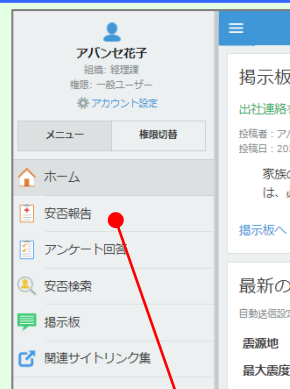 アバンセ花子
組織: 経理課
権限: 一般ユーザー
アカウント設定
メニュー
権限切替
ホーム
安否報告
アンケート回答
安否検索
掲示板
関連サイトリンク集
掲示板
出社連絡
投稿者：ア
投稿日：20
家族の
は、
掲示板へ
最新の
自動送信設定
震源地
最大震度